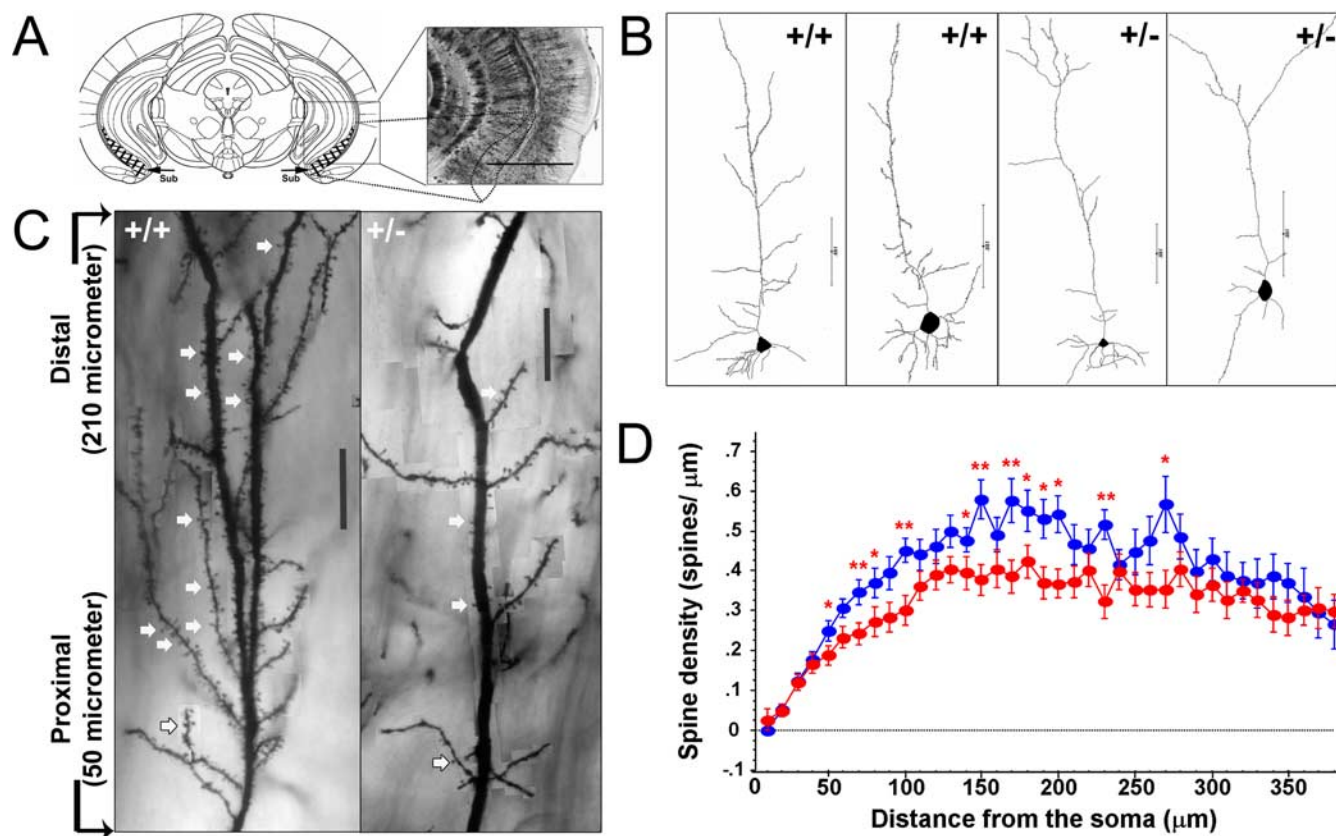 A
Sub
Sub
B
+/+
+/+
+/-
+/-
C
+/+
+/-
Distal
(210 micrometer)
Proximal
(50 micrometer)
D
Spine density (spines/ μm)
.7
.6
.5
.4
.3
.2
.1
0
-.1
* ** * ** * ** ** * * * ** *
0 50 100 150 200 250 300 350
Distance from the soma (μm)